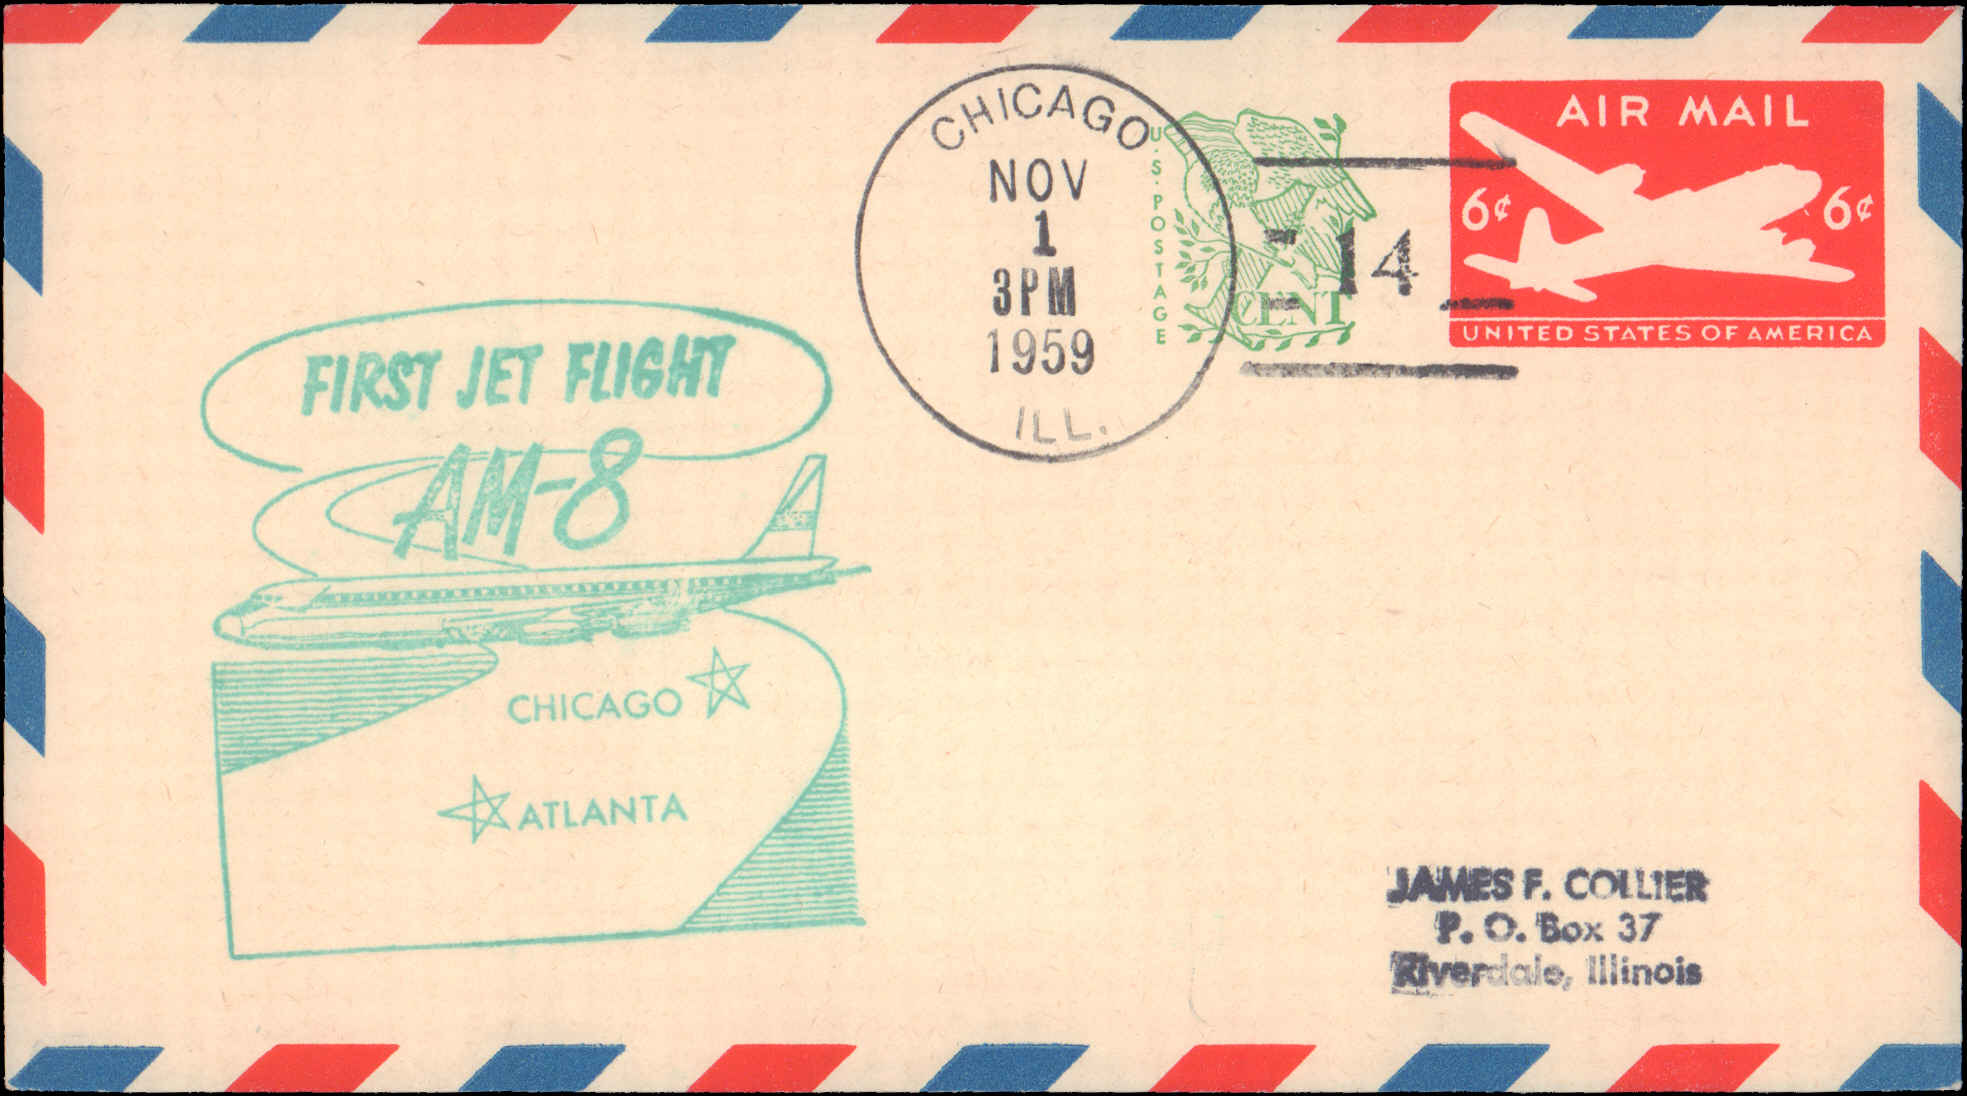 CHICAGO
NOV
1
3PM
1959
ILL.
U.S. POSTAGE
CENT
14
AIR MAIL
6¢ 6¢
UNITED STATES OF AMERICA
FIRST JET FLIGHT
AM-8
CHICAGO
ATLANTA
JAMES F. COLLIER
P. O. Box 37
Riverdale, Illinois